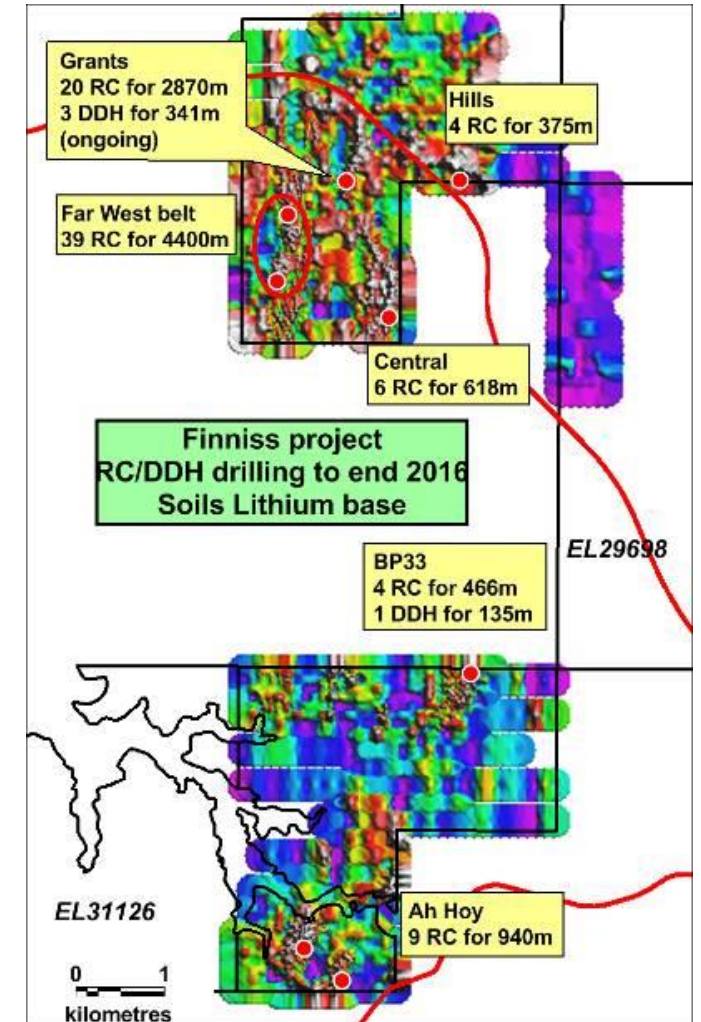 Grants
20 RC for 2870m
3 DDH for 341m
(ongoing)
Hills
4 RC for 375m
Far West belt
39 RC for 4400m
Central
6 RC for 618m
Finniss project
RC/DDH drilling to end 2016
Soils Lithium base
EL29698
BP33
4 RC for 466m
1 DDH for 135m
EL31126
Ah Hoy
9 RC for 940m
0 1
kilometres